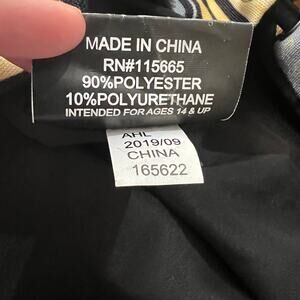 MADE IN CHINA
RN#115665
90%POLYESTER
10%POLYURETHANE
INTENDED FOR AGES 14 & UP
AHL
2019/09
CHINA
165622